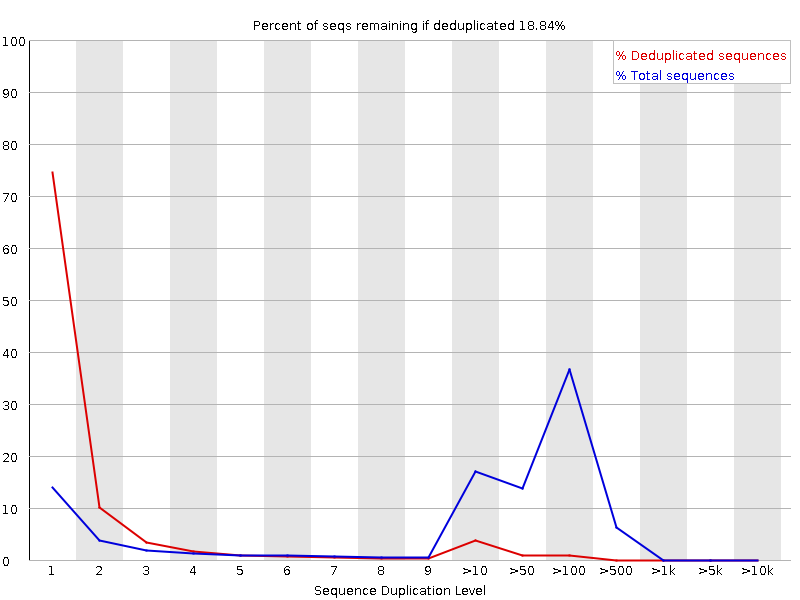 Percent of seqs remaining if deduplicated 18.84%
% Deduplicated sequences
% Total sequences
100
90
80
70
60
50
40
30
20
10
0
1 2 3 4 5 6 7 8 9 >10 >50 >100 >500 >1k >5k >10k
Sequence Duplication Level